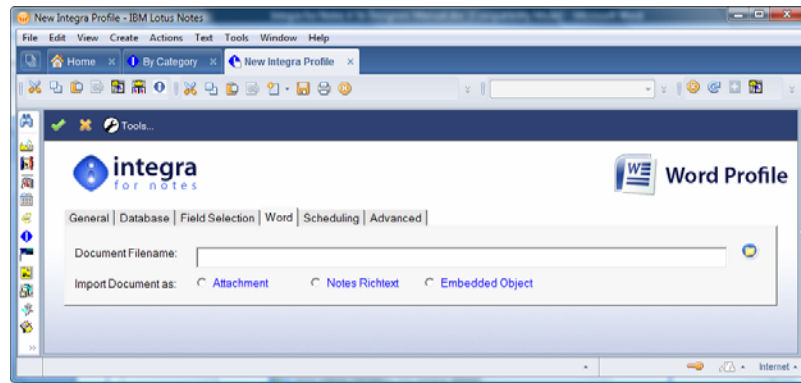 New Integra Profile - IBM Lotus Notes
File Edit View Create Actions Text Tools Window Help
Home By Category New Integra Profile
Tools...
integra
for notes
Word Profile
General Database Field Selection Word Scheduling Advanced
Document Filename:
Import Document as: Attachment Notes Richtext Embedded Object
Internet